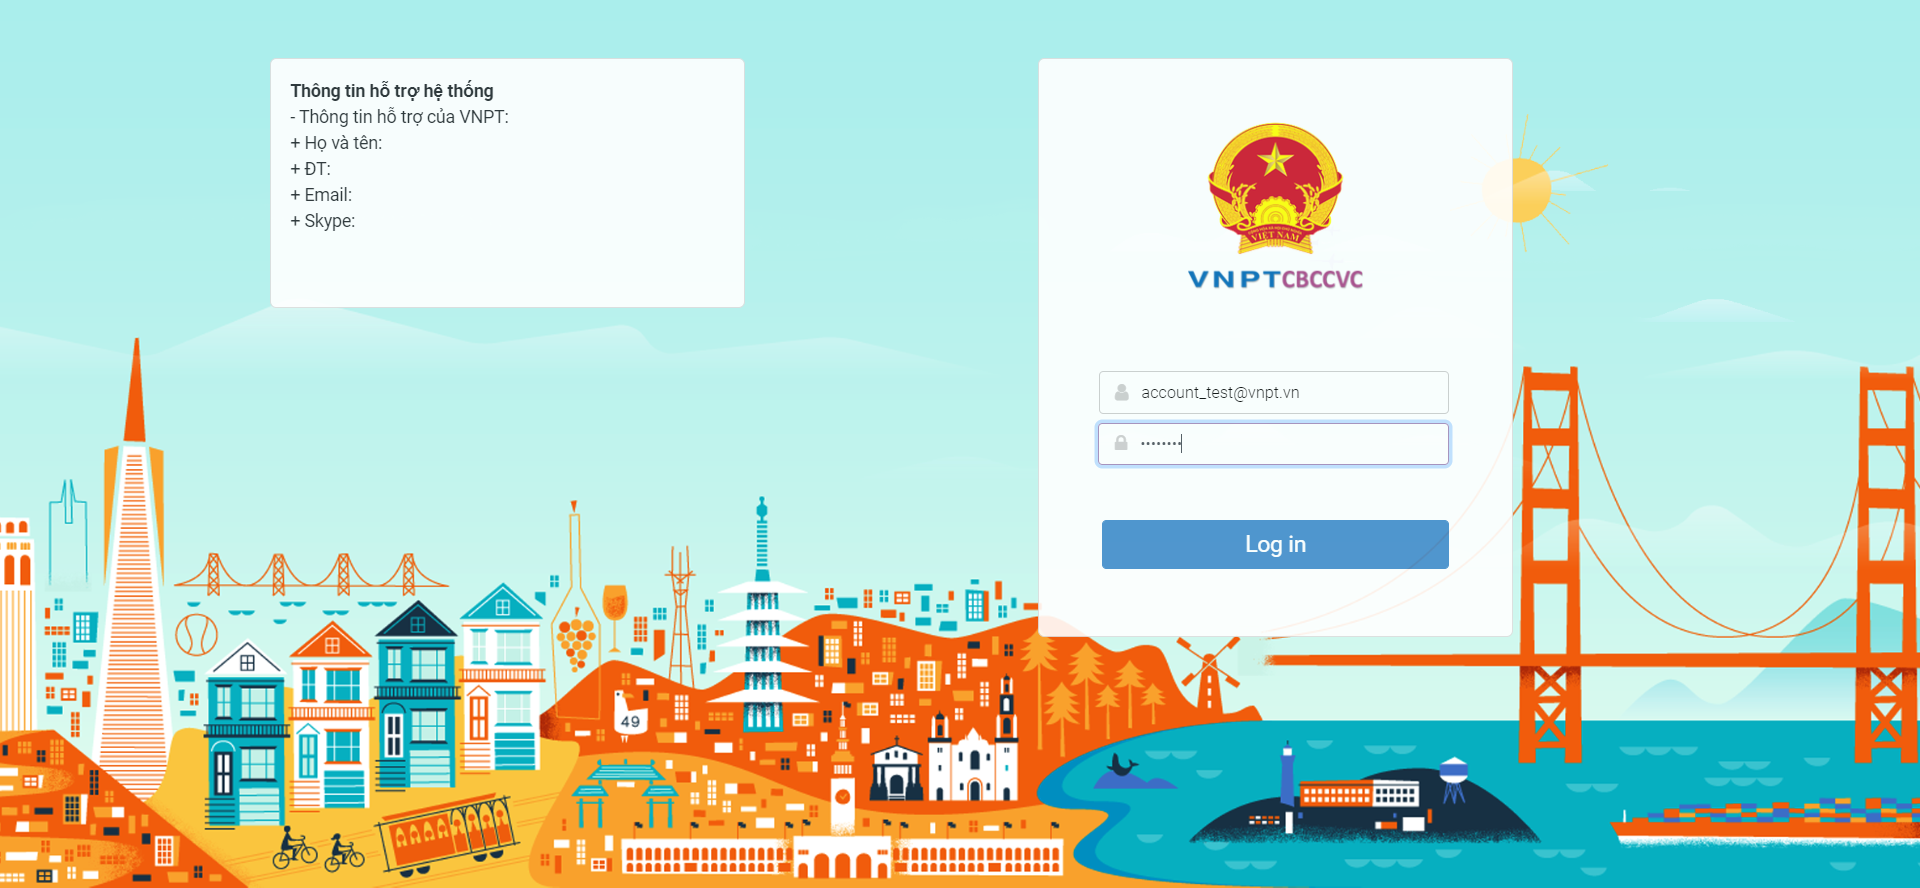 Thông tin hỗ trợ hệ thống
- Thông tin hỗ trợ của VNPT:
+ Họ và tên:
+ ĐT:
+ Email:
+ Skype:
VIỆT NAM
VNPTCBCCVC
account_test@vnpt.vn
••••••••
Log in
49